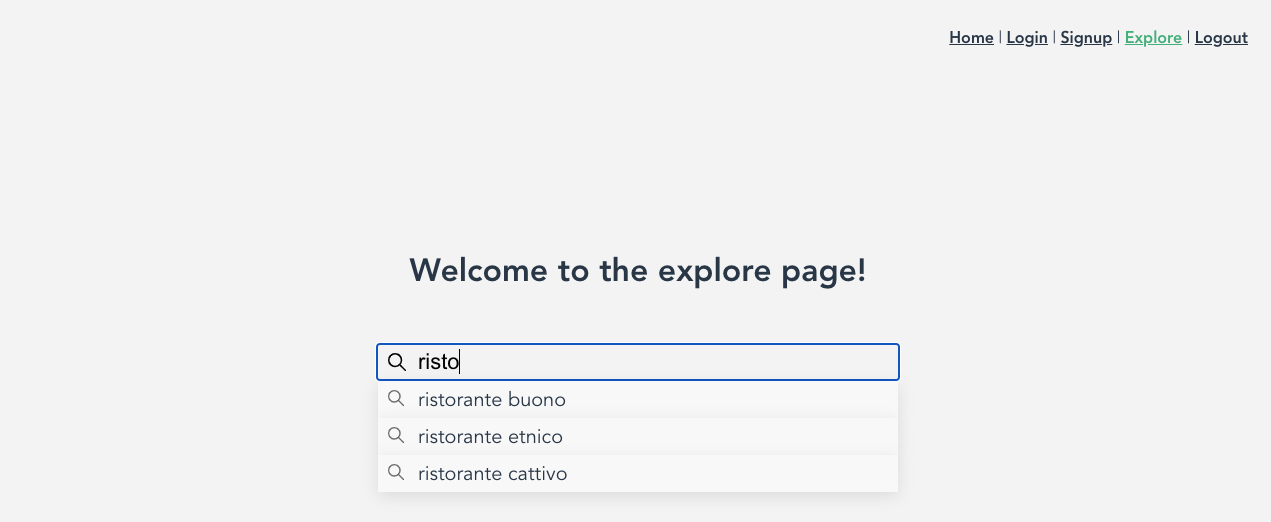 Home | Login | Signup | Explore | Logout
Welcome to the explore page!
risto
ristorante buono
ristorante etnico
ristorante cattivo